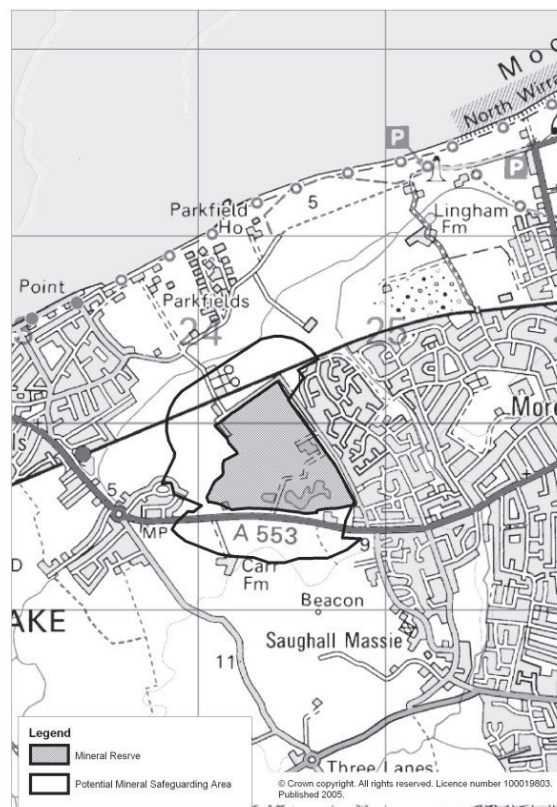 Mo
North Wirr
P
P
5
Parkfield
Ho
Lingham
Fm
Point
Parkfields
24
25
More
ls
5
MP
A 553
9
Carr
Fm
D
Beacon
AKE
Saughall Massie
11
Three Lanes
Legend
Mineral Resrve
Potential Mineral Safeguarding Area
© Crown copyright. All rights reserved. Licence number 100019803.
Published 2005.